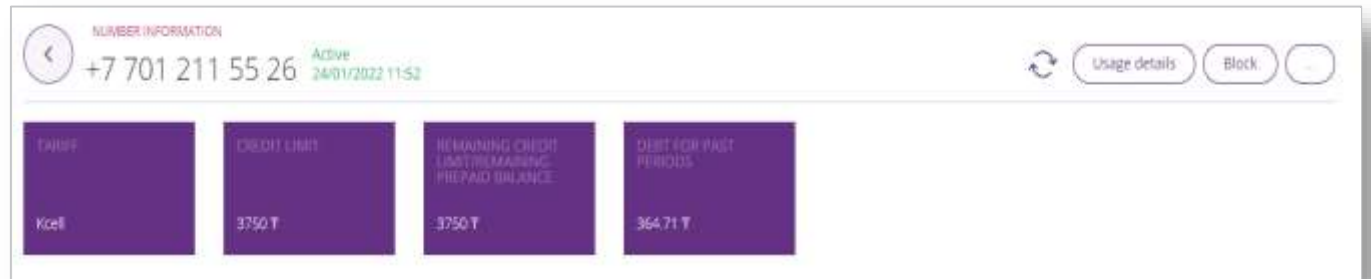 NUMBER INFORMATION
+7 701 211 55 26
Active
24/01/2022 11:52
Usage details
Block
...
TARIFF
Kcell
CREDIT LIMIT
3750 ₸
REMAINING CREDIT
LIMIT/REMAINING
PREPAID BALANCE
3750 ₸
DEBT FOR PAST
PERIODS
364.71 ₸